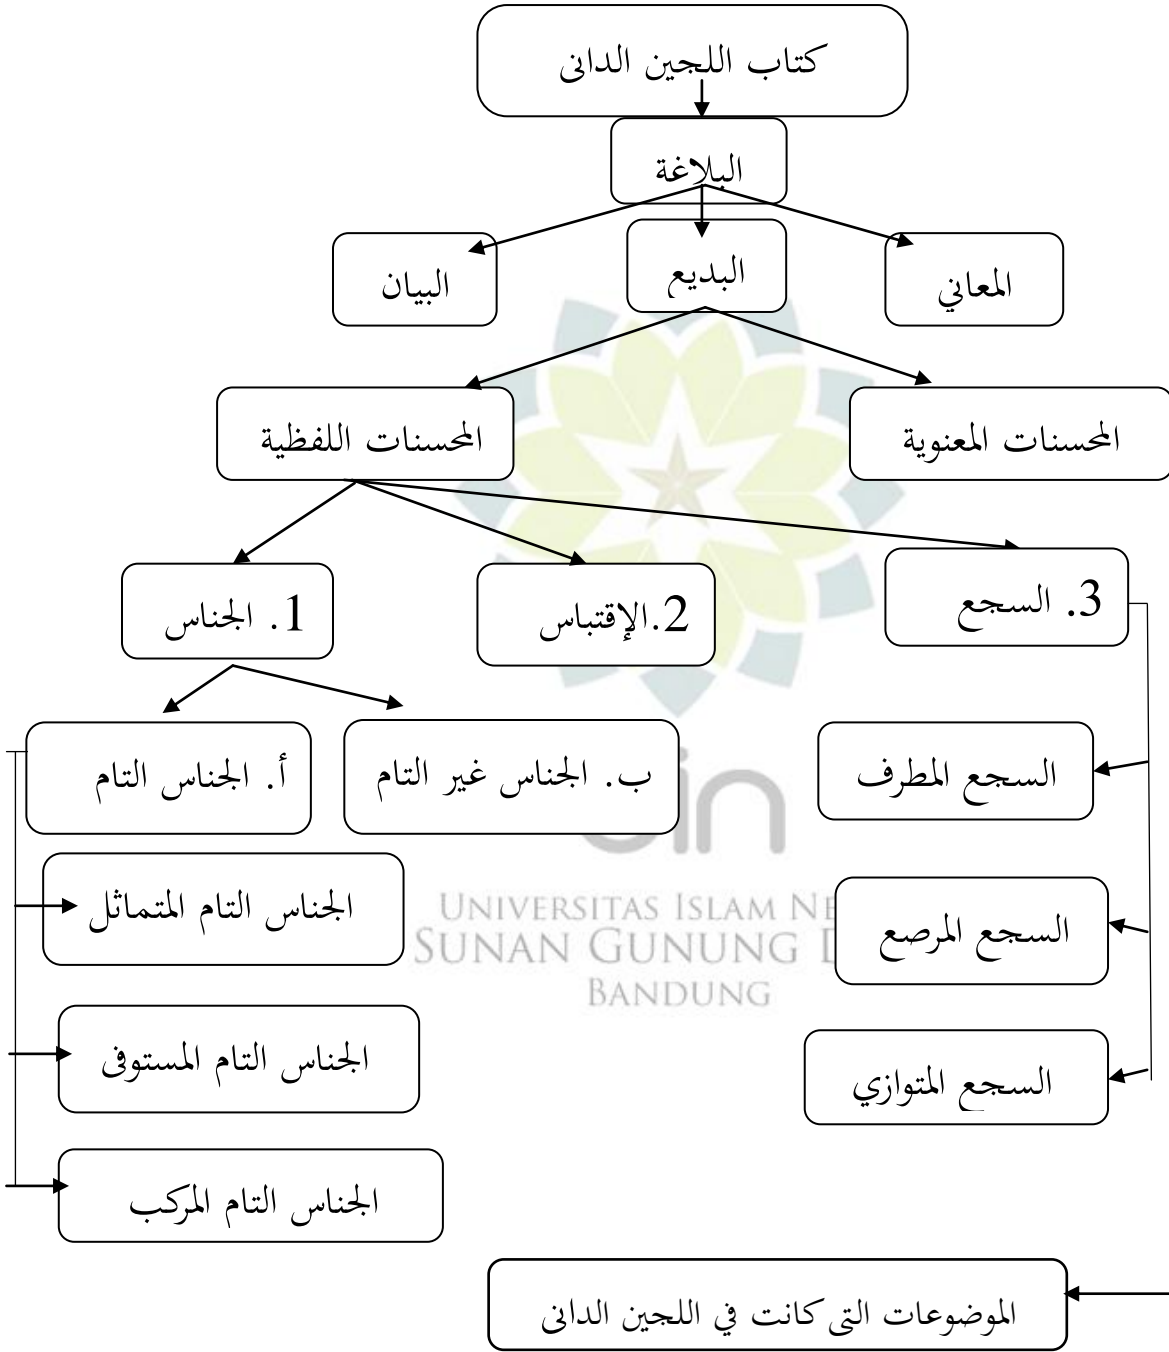 كتاب اللجين الدانى
البلاغة
المعاني
البديع
البيان
المحسنات المعنوية
المحسنات اللفظية
3. السجع
2.الإقتباس
1. الجناس
السجع المطرف
ب. الجناس غير التام
أ. الجناس التام
السجع المرصع
الجناس التام المتماثل
UNIVERSITAS ISLAM NE
SUNAN GUNUNG D
BANDUNG
السجع المتوازي
الجناس التام المستوفى
الجناس التام المركب
الموضوعات التى كانت في اللجين الدانى